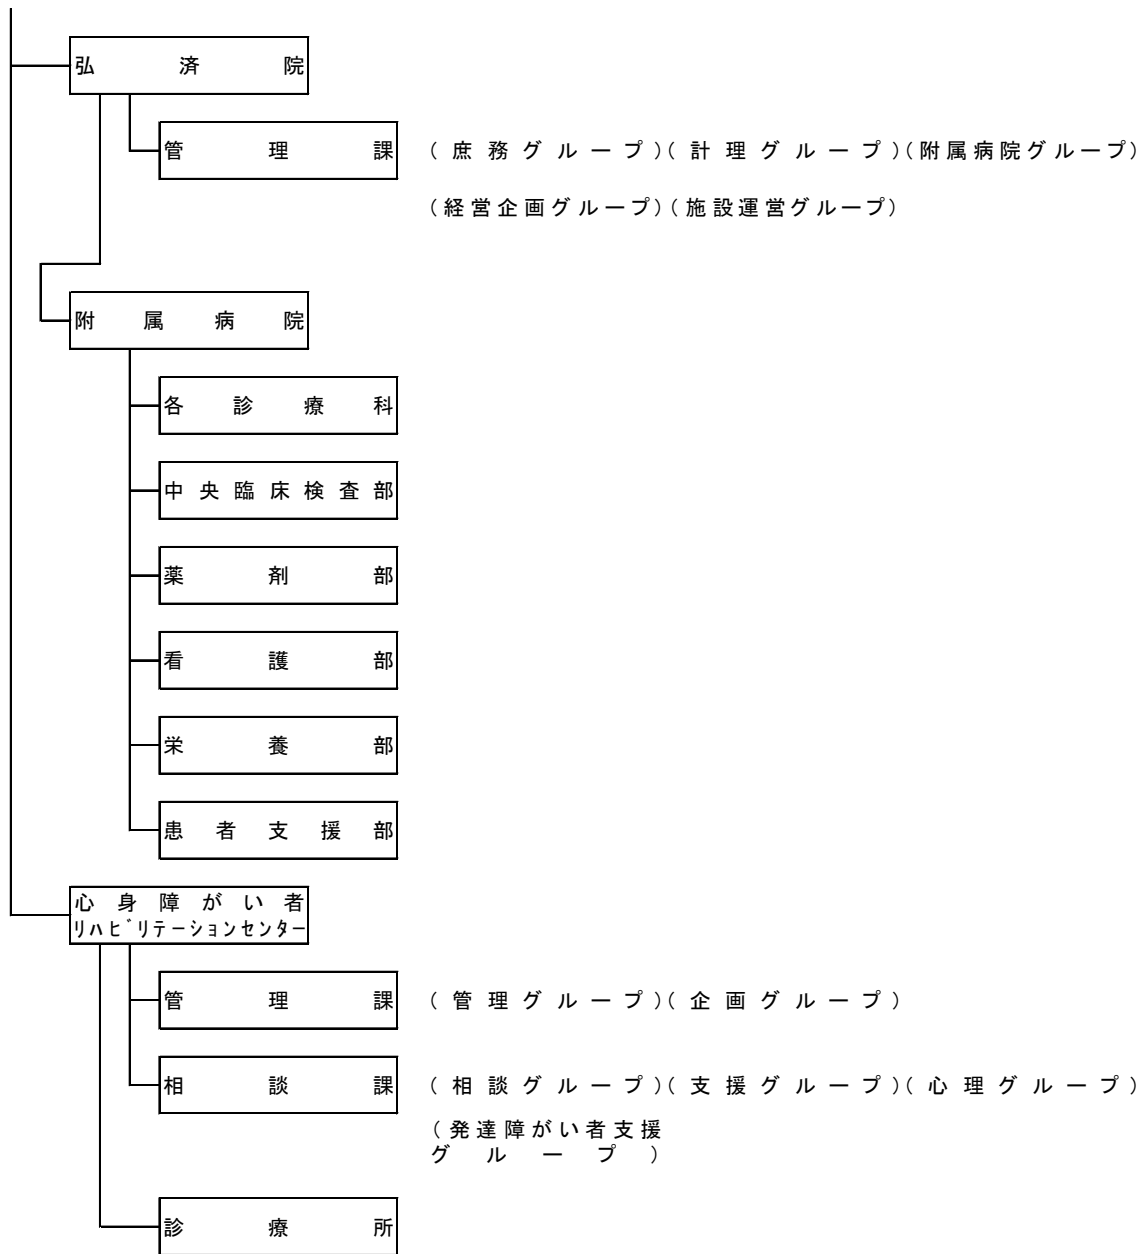 弘済院
管理課 (庶務グループ)(計理グループ)(附属病院グループ)
(経営企画グループ)(施設運営グループ)
附属病院
各診療科
中央臨床検査部
薬剤部
看護部
栄養部
患者支援部
心身障がい者
リハビリテーションセンター
管理課 (管理グループ)(企画グループ)
相談課 (相談グループ)(支援グループ)(心理グループ)
(発達障がい者支援
グループ)
診療所